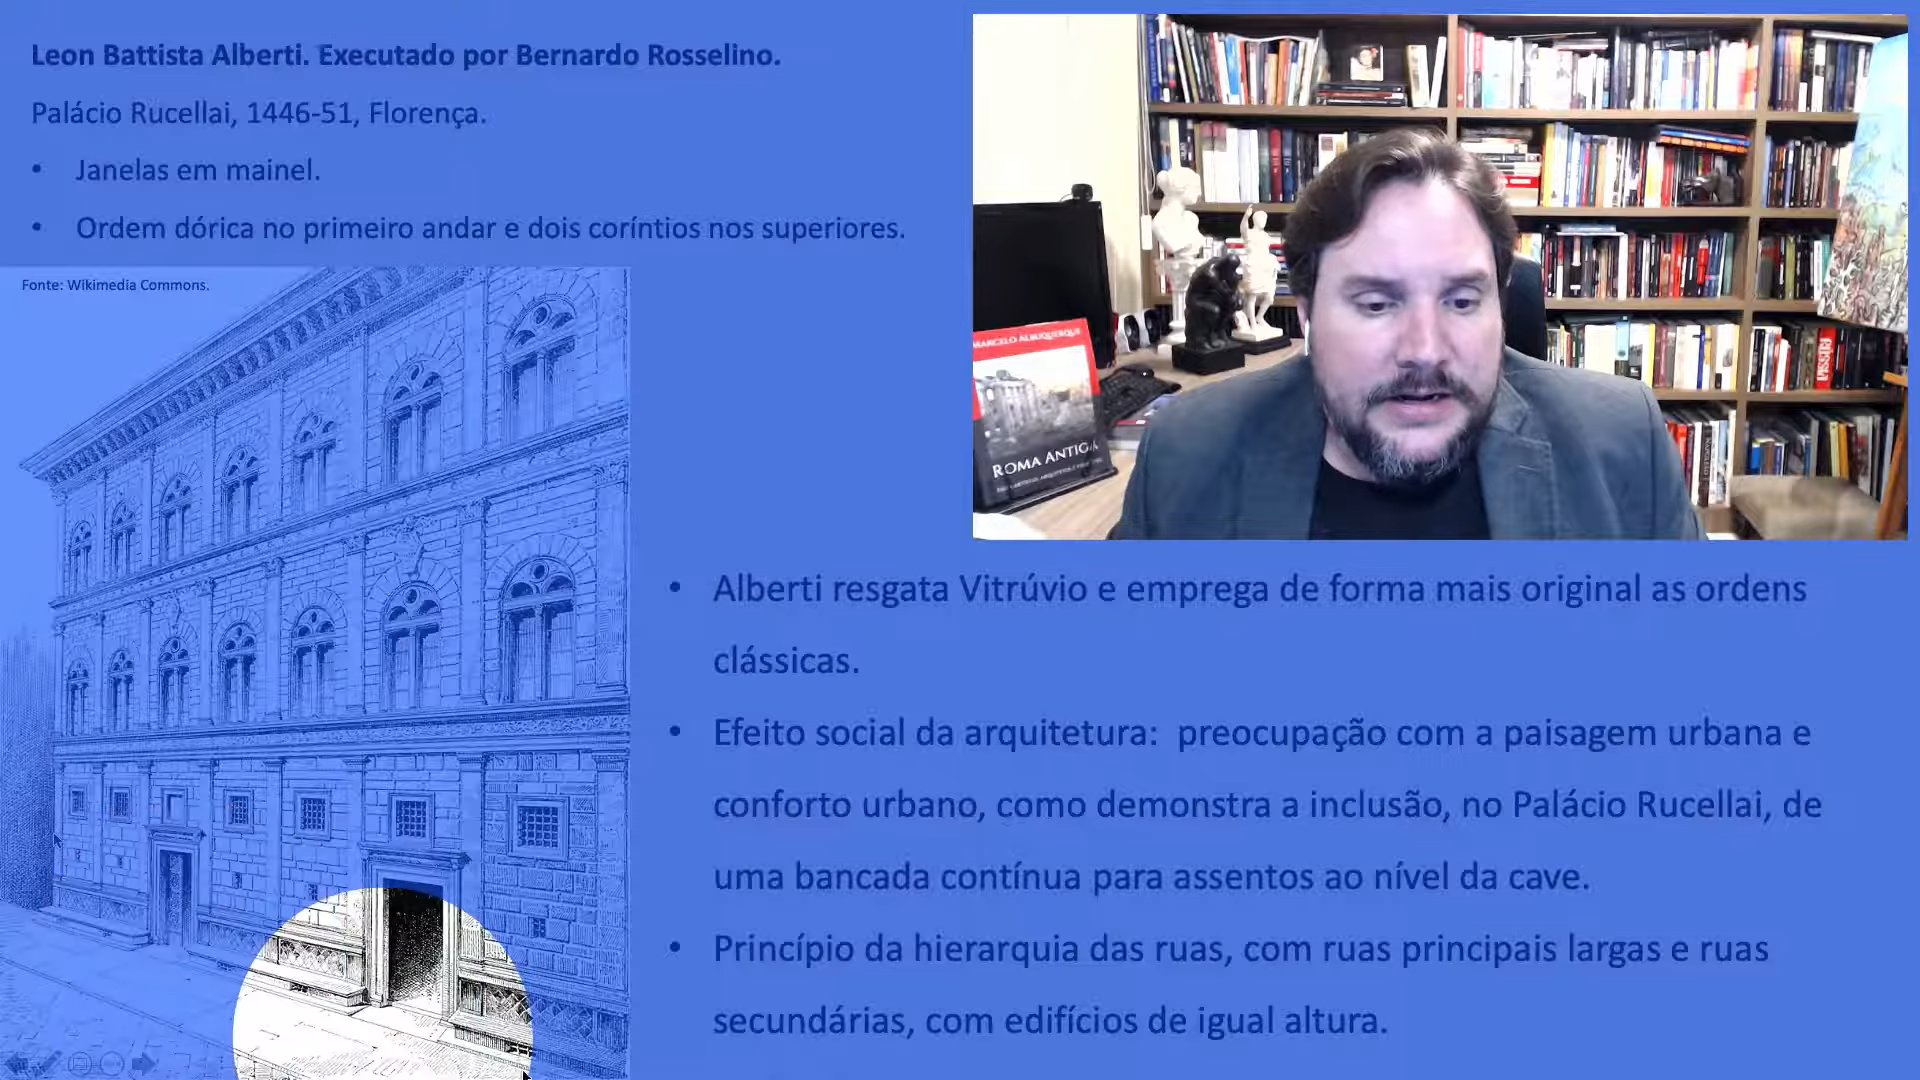 Leon Battista Alberti. Executado por Bernardo Rosselino.
Palácio Rucellai, 1446-51, Florença.
• Janelas em mainel.
• Ordem dórica no primeiro andar e dois coríntios nos superiores.
Fonte: Wikimedia Commons.
MARCELO ALBUQUERQUE
ROMA ANTIGA
• Alberti resgata Vitrúvio e emprega de forma mais original as ordens
clássicas.
• Efeito social da arquitetura: preocupação com a paisagem urbana e
conforto urbano, como demonstra a inclusão, no Palácio Rucellai, de
uma bancada contínua para assentos ao nível da cave.
• Princípio da hierarquia das ruas, com ruas principais largas e ruas
secundárias, com edifícios de igual altura.